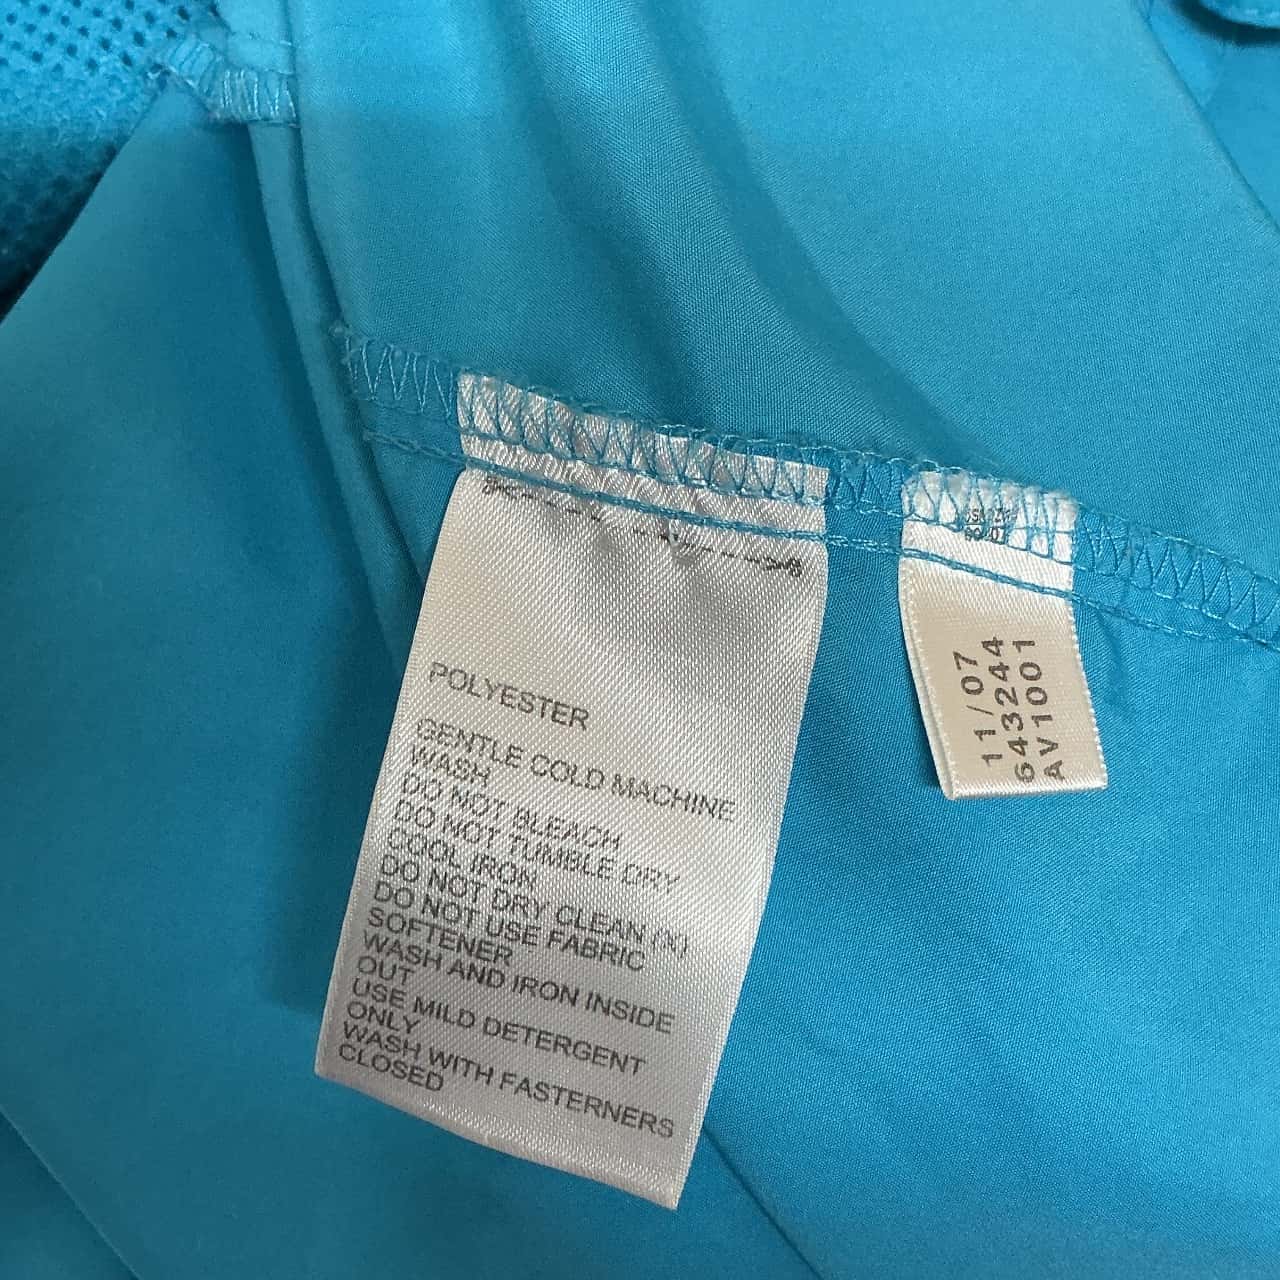 POLYESTER
GENTLE COLD MACHINE
WASH
DO NOT BLEACH
DO NOT TUMBLE DRY
COOL IRON
DO NOT DRY CLEAN (X)
DO NOT USE FABRIC
SOFTENER
WASH AND IRON INSIDE
OUT
USE MILD DETERGENT
ONLY
WASH WITH FASTERNERS
CLOSED
11/07
643244
AV1001